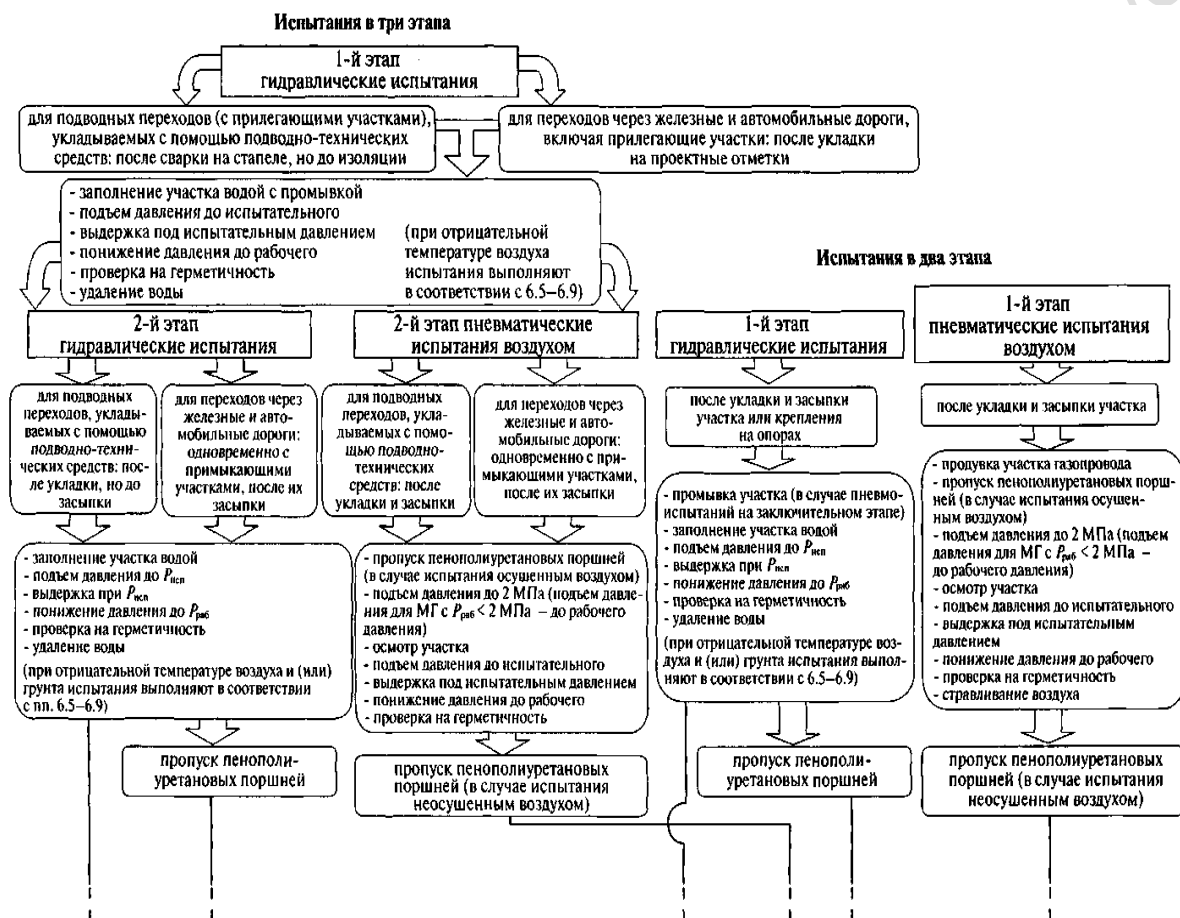 Испытания в три этапа
1-й этап
гидравлические испытания
для подводных переходов (с прилегающими участками),
укладываемых с помощью подводно-технических
средств: после сварки на стапеле, но до изоляции
для переходов через железные и автомобильные дороги,
включая прилегающие участки: после укладки
на проектные отметки
- заполнение участка водой с промывкой
- подъем давления до испытательного
- выдержка под испытательным давлением
- понижение давления до рабочего
- проверка на герметичность
- удаление воды
(при отрицательной
температуре воздуха
испытания выполняют
в соответствии с 6.5–6.9)
2-й этап
гидравлические испытания
для подводных
переходов, укладыва-
ваемых с помощью
подводно-техни-
ческих средств: пос-
ле укладки, но до
засыпки
для переходов через
железные и авто-
мобильные дороги:
одновременно с
примыкающими
участками, после их
засыпки
- заполнение участка водой
- подъем давления до Pисп
- выдержка при Pисп
- понижение давления до Pраб
- проверка на герметичность
- удаление воды
(при отрицательной температуре воздуха и (или)
грунта испытания выполняют в соответствии
с пп. 6.5–6.9)
пропуск пенополи-
уретановых поршней
2-й этап пневматические
испытания воздухом
для подводных
переходов, укла-
дываемых с помо-
щью подводно-
технических
средств: после
укладки и засыпки
для переходов через
железные и авто-
мобильные дороги:
одновременно с при-
мыкающими участками,
после их засыпки
- пропуск пенополиуретановых поршней
(в случае испытания осушенным воздухом)
- подъем давления до 2 МПа (подъем давле-
ния для МГ с Pраб < 2 МПа – до рабочего
давления)
- осмотр участка
- подъем давления до испытательного
- выдержка под испытательным давлением
- понижение давления до рабочего
- проверка на герметичность
пропуск пенополиуретановых
поршней (в случае испытания
неосушенным воздухом)
Испытания в два этапа
1-й этап
гидравлические испытания
после укладки и засыпки
участка или крепления
на опорах
- промывка участка (в случае пневмо-
испытаний на заключительном этапе)
- заполнение участка водой
- подъем давления до Pисп
- выдержка при Pисп
- понижение давления до Pраб
- проверка на герметичность
- удаление воды
(при отрицательной температуре воз-
духа и (или) грунта испытания выпол-
няют в соответствии с 6.5–6.9)
пропуск пенополи-
уретановых поршней
1-й этап
пневматические испытания
воздухом
после укладки и засыпки участка
- продувка участка газопровода
- пропуск пенополиуретановых порш-
ней (в случае испытания осушен-
ным воздухом)
- подъем давления до 2 МПа (подъем
давления для МГ с Pраб < 2 МПа –
до рабочего давления)
- осмотр участка
- подъем давления до испытательного
- выдержка под испытательным
давлением
- понижение давления до рабочего
- проверка на герметичность
- стравливание воздуха
пропуск пенополиуретановых
поршней (в случае испытания
неосушенным воздухом)